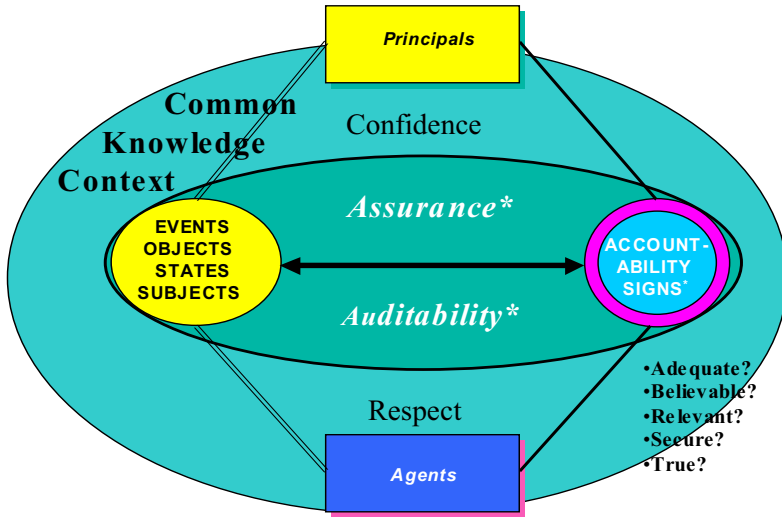 Principals
Common
Knowledge
Context
Confidence
Assurance*
EVENTS
OBJECTS
STATES
SUBJECTS
ACCOUNT-
ABILITY
SIGNS*
Auditability*
Respect
•Adequate?
•Believable?
•Relevant?
•Secure?
•True?
Agents